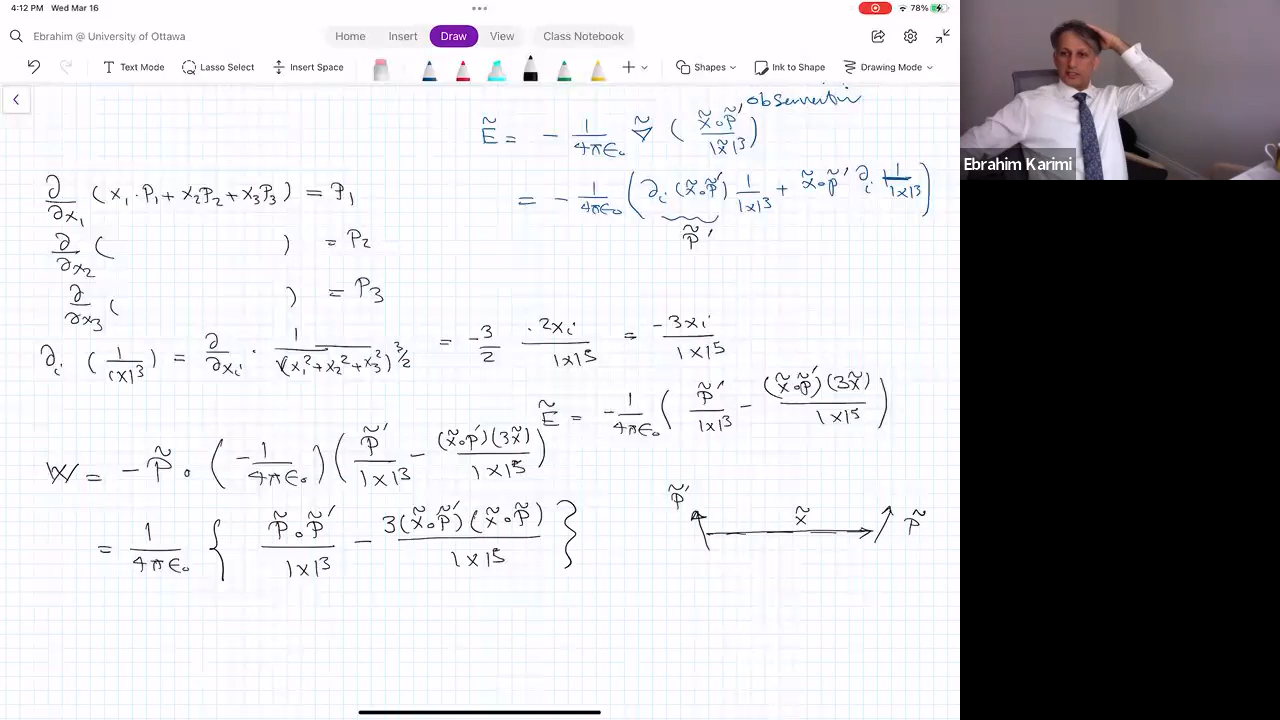 4:12 PM Wed Mar 16
78%
Ebrahim @ University of Ottawa
Home Insert Draw View Class Notebook
Text Mode Lasso Select Insert Space Shapes Ink to Shape Drawing Mode
Ebrahim Karimi
Ẽ = - 1/4πε₀ ∇̃ ( x̃∘p̃′/|x̃|³ )
= - 1/4πε₀ ( ∂ᵢ (x̃∘p̃′) 1/|x|³ + x̃∘p̃′ ∂ᵢ 1/|x|³ )
p̃′
∂/∂x₁ (x₁·P₁ + x₂P₂ + x₃P₃) = P₁
∂/∂x₂ ( ) = P₂
∂/∂x₃ ( ) = P₃
∂ᵢ (1/|x|³) = ∂/∂xᵢ · 1/(x₁² + x₂² + x₃²)^3/2 = -3/2 · 2xᵢ/|x|⁵ = -3xᵢ/|x|⁵
Ẽ = - 1/4πε₀ ( p̃′/|x|³ - (x̃∘p̃′)(3x̃)/|x|⁵ )
W = - p̃ ∘ (- 1/4πε₀) ( p̃′/|x|³ - (x̃∘p′)(3x̃)/|x|⁵ )
= 1/4πε₀ { p̃∘p̃′/|x|³ - 3(x̃∘p̃′)(x̃∘p̃)/|x|⁵ }
p̃′ x̃ p̃